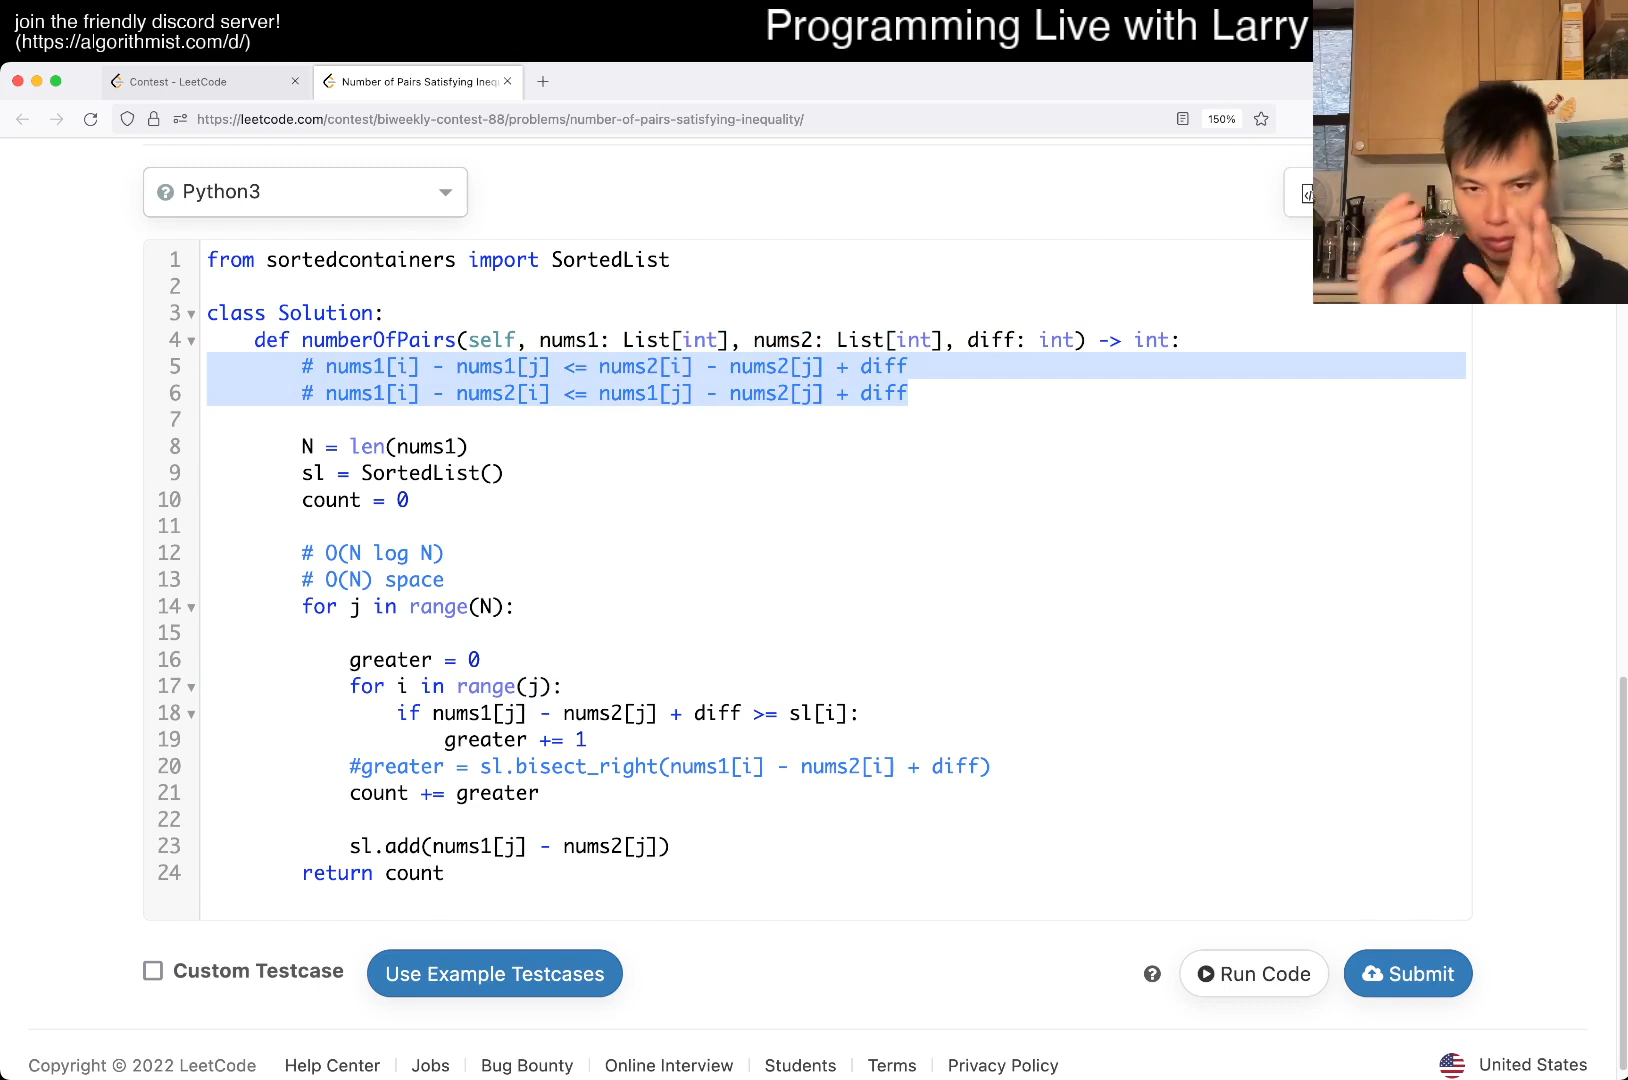 join the friendly discord server!
(https://algorithmist.com/d/)
Programming Live with Larry
Contest - LeetCode
Number of Pairs Satisfying Inequ
https://leetcode.com/contest/biweekly-contest-88/problems/number-of-pairs-satisfying-inequality/
150%
Python3
1 from sortedcontainers import SortedList
2
3 class Solution:
4 def numberOfPairs(self, nums1: List[int], nums2: List[int], diff: int) -> int:
5 # nums1[i] - nums1[j] <= nums2[i] - nums2[j] + diff
6 # nums1[i] - nums2[i] <= nums1[j] - nums2[j] + diff
7
8 N = len(nums1)
9 sl = SortedList()
10 count = 0
11
12 # O(N log N)
13 # O(N) space
14 for j in range(N):
15
16 greater = 0
17 for i in range(j):
18 if nums1[j] - nums2[j] + diff >= sl[i]:
19 greater += 1
20 #greater = sl.bisect_right(nums1[i] - nums2[i] + diff)
21 count += greater
22
23 sl.add(nums1[j] - nums2[j])
24 return count
Custom Testcase
Use Example Testcases
Run Code
Submit
Copyright © 2022 LeetCode
Help Center
Jobs
Bug Bounty
Online Interview
Students
Terms
Privacy Policy
United States